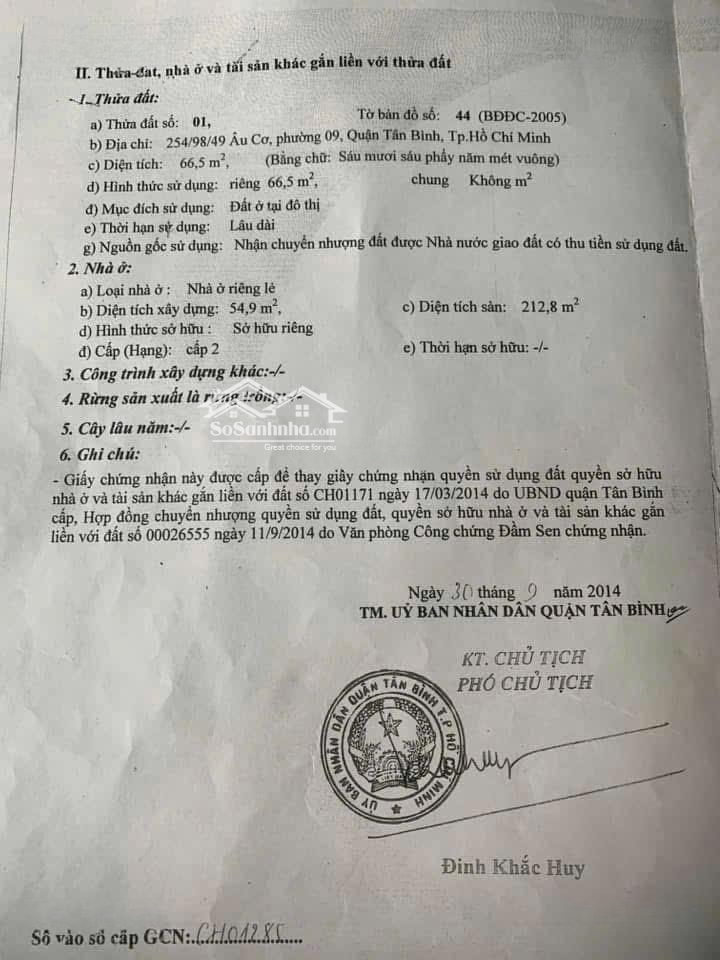 II. Thửa đất, nhà ở và tài sản khác gắn liền với thửa đất
1. Thửa đất:
a) Thửa đất số: 01, Tờ bản đồ số: 44 (BĐĐC-2005)
b) Địa chỉ: 254/98/49 Âu Cơ, phường 09, Quận Tân Bình, Tp.Hồ Chí Minh
c) Diện tích: 66,5 m², (Bằng chữ: Sáu mươi sáu phẩy năm mét vuông)
d) Hình thức sử dụng: riêng 66,5 m², chung Không m²
đ) Mục đích sử dụng: Đất ở tại đô thị
e) Thời hạn sử dụng: Lâu dài
g) Nguồn gốc sử dụng: Nhận chuyển nhượng đất được Nhà nước giao đất có thu tiền sử dụng đất.
2. Nhà ở:
a) Loại nhà ở : Nhà ở riêng lẻ
b) Diện tích xây dựng: 54,9 m², c) Diện tích sàn: 212,8 m²
d) Hình thức sở hữu : Sở hữu riêng
đ) Cấp (Hạng): cấp 2 e) Thời hạn sở hữu: -/-
3. Công trình xây dựng khác:-/-
4. Rừng sản xuất là rừng trồng:-/-
SoSanhnha.com
Great choice for you
5. Cây lâu năm:-/-
6. Ghi chú:
- Giấy chứng nhận này được cấp để thay giấy chứng nhận quyền sử dụng đất quyền sở hữu
nhà ở và tài sản khác gắn liền với đất số CH01171 ngày 17/03/2014 do UBND quận Tân Bình
cấp, Hợp đồng chuyển nhượng quyền sử dụng đất, quyền sở hữu nhà ở và tài sản khác gắn
liền với đất số 00026555 ngày 11/9/2014 do Văn phòng Công chứng Đầm Sen chứng nhận.
Ngày 30 tháng 9 năm 2014
TM. UỶ BAN NHÂN DÂN QUẬN TÂN BÌNH
KT. CHỦ TỊCH
PHÓ CHỦ TỊCH
ỦY BAN NHÂN DÂN QUẬN TÂN BÌNH T.P HỒ CHÍ MINH
Đinh Khắc Huy
Số vào sổ cấp GCN:CH01285